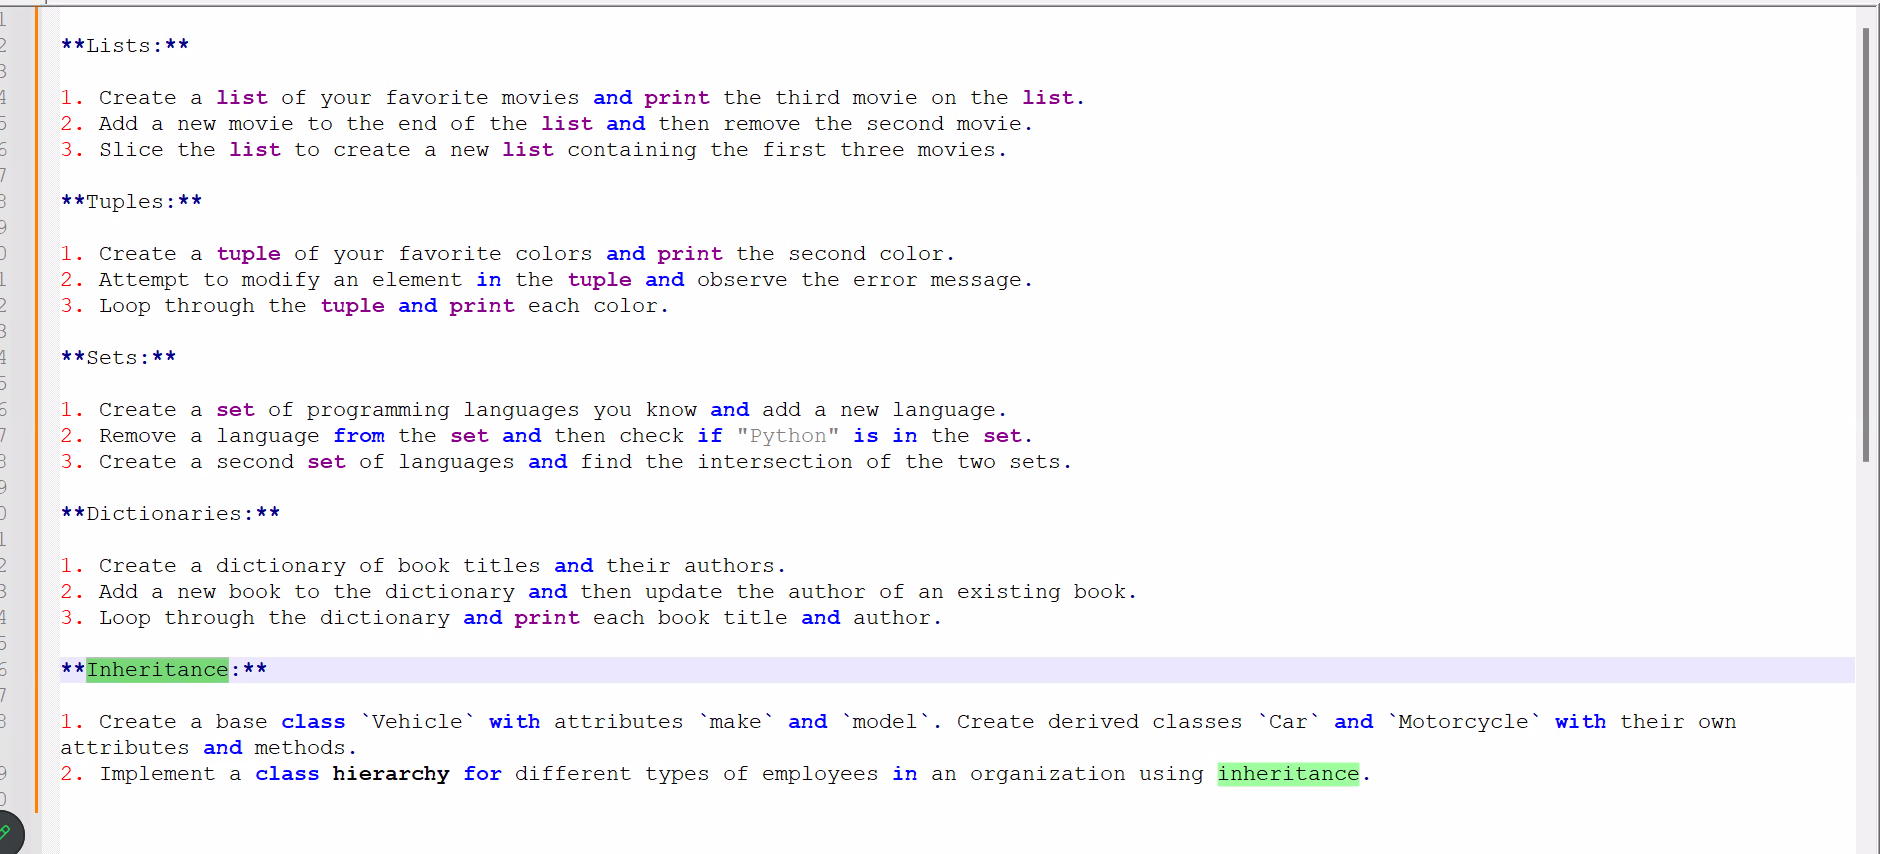 **Lists:**
1. Create a list of your favorite movies and print the third movie on the list.
2. Add a new movie to the end of the list and then remove the second movie.
3. Slice the list to create a new list containing the first three movies.
**Tuples:**
1. Create a tuple of your favorite colors and print the second color.
2. Attempt to modify an element in the tuple and observe the error message.
3. Loop through the tuple and print each color.
**Sets:**
1. Create a set of programming languages you know and add a new language.
2. Remove a language from the set and then check if "Python" is in the set.
3. Create a second set of languages and find the intersection of the two sets.
**Dictionaries:**
1. Create a dictionary of book titles and their authors.
2. Add a new book to the dictionary and then update the author of an existing book.
3. Loop through the dictionary and print each book title and author.
**Inheritance:**
1. Create a base class `Vehicle` with attributes `make` and `model`. Create derived classes `Car` and `Motorcycle` with their own
attributes and methods.
2. Implement a class hierarchy for different types of employees in an organization using inheritance.